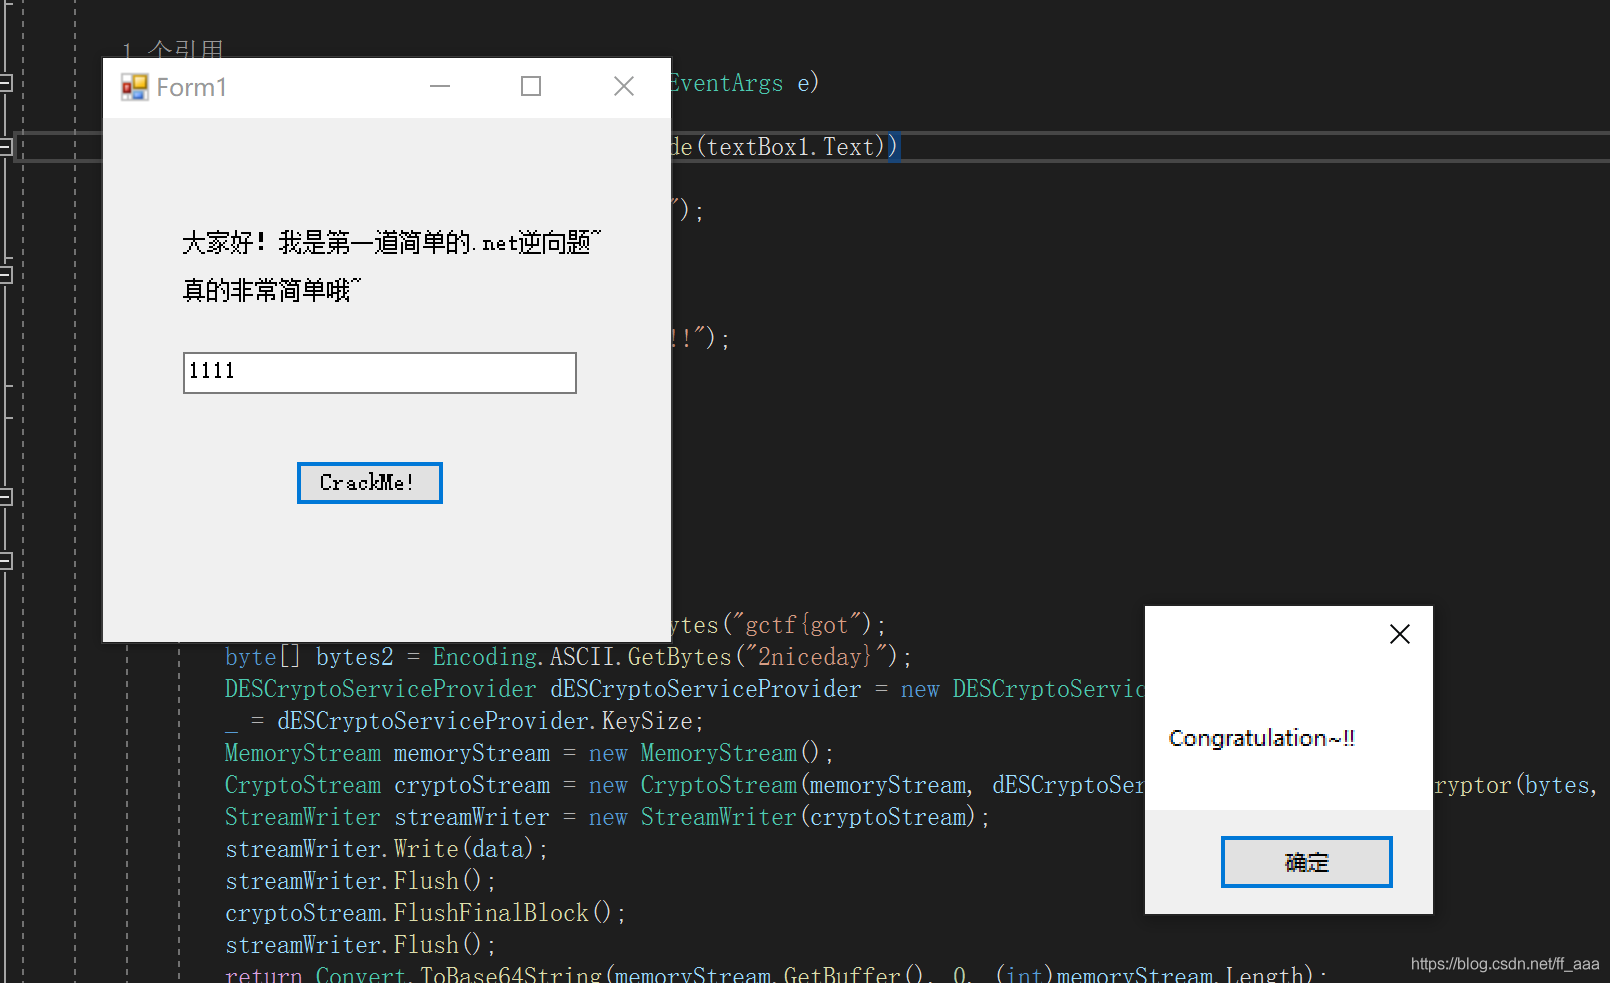 1 个引用
Form1
EventArgs e)
de(textBox1.Text))
");
大家好！我是第一道简单的.net逆向题~
真的非常简单哦~
!!");
1111
CrackMe!
ytes("gctf{got");
byte[] bytes2 = Encoding.ASCII.GetBytes("2niceday}");
DESCryptoServiceProvider dESCryptoServiceProvider = new DESCryptoServic
_ = dESCryptoServiceProvider.KeySize;
Congratulation~!!
MemoryStream memoryStream = new MemoryStream();
CryptoStream cryptoStream = new CryptoStream(memoryStream, dESCryptoSer
ryptor(bytes,
StreamWriter streamWriter = new StreamWriter(cryptoStream);
streamWriter.Write(data);
确定
streamWriter.Flush();
cryptoStream.FlushFinalBlock();
streamWriter.Flush();
return Convert.ToBase64String(memoryStream.GetBuffer(), 0, (int)memoryStream.Length);
https://blog.csdn.net/ff_aaa